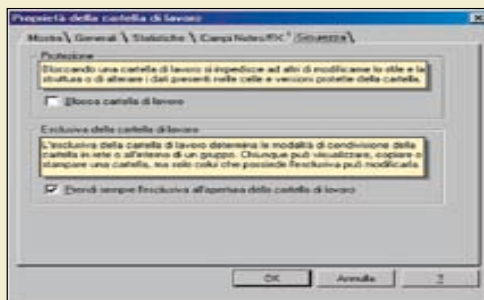 Proprietà della cartella di lavoro
Mostra \ Generali \ Statistiche \ Campi Notes/FX \ Sicurezza \
Protezione
Bloccando una cartella di lavoro si impedisce ad altri di modificarne lo stile e la
struttura o di alterare i dati presenti nelle celle e versioni protette della cartella.
Blocca cartella di lavoro
Esclusiva della cartella di lavoro
L'esclusiva della cartella di lavoro determina le modalità di condivisione della
cartella in rete o all'interno di un gruppo. Chiunque può visualizzare, copiare o
stampare una cartella, ma solo colui che possiede l'esclusiva può modificarla.
Prendi sempre l'esclusiva all'apertura della cartella di lavoro
OK Annulla ?